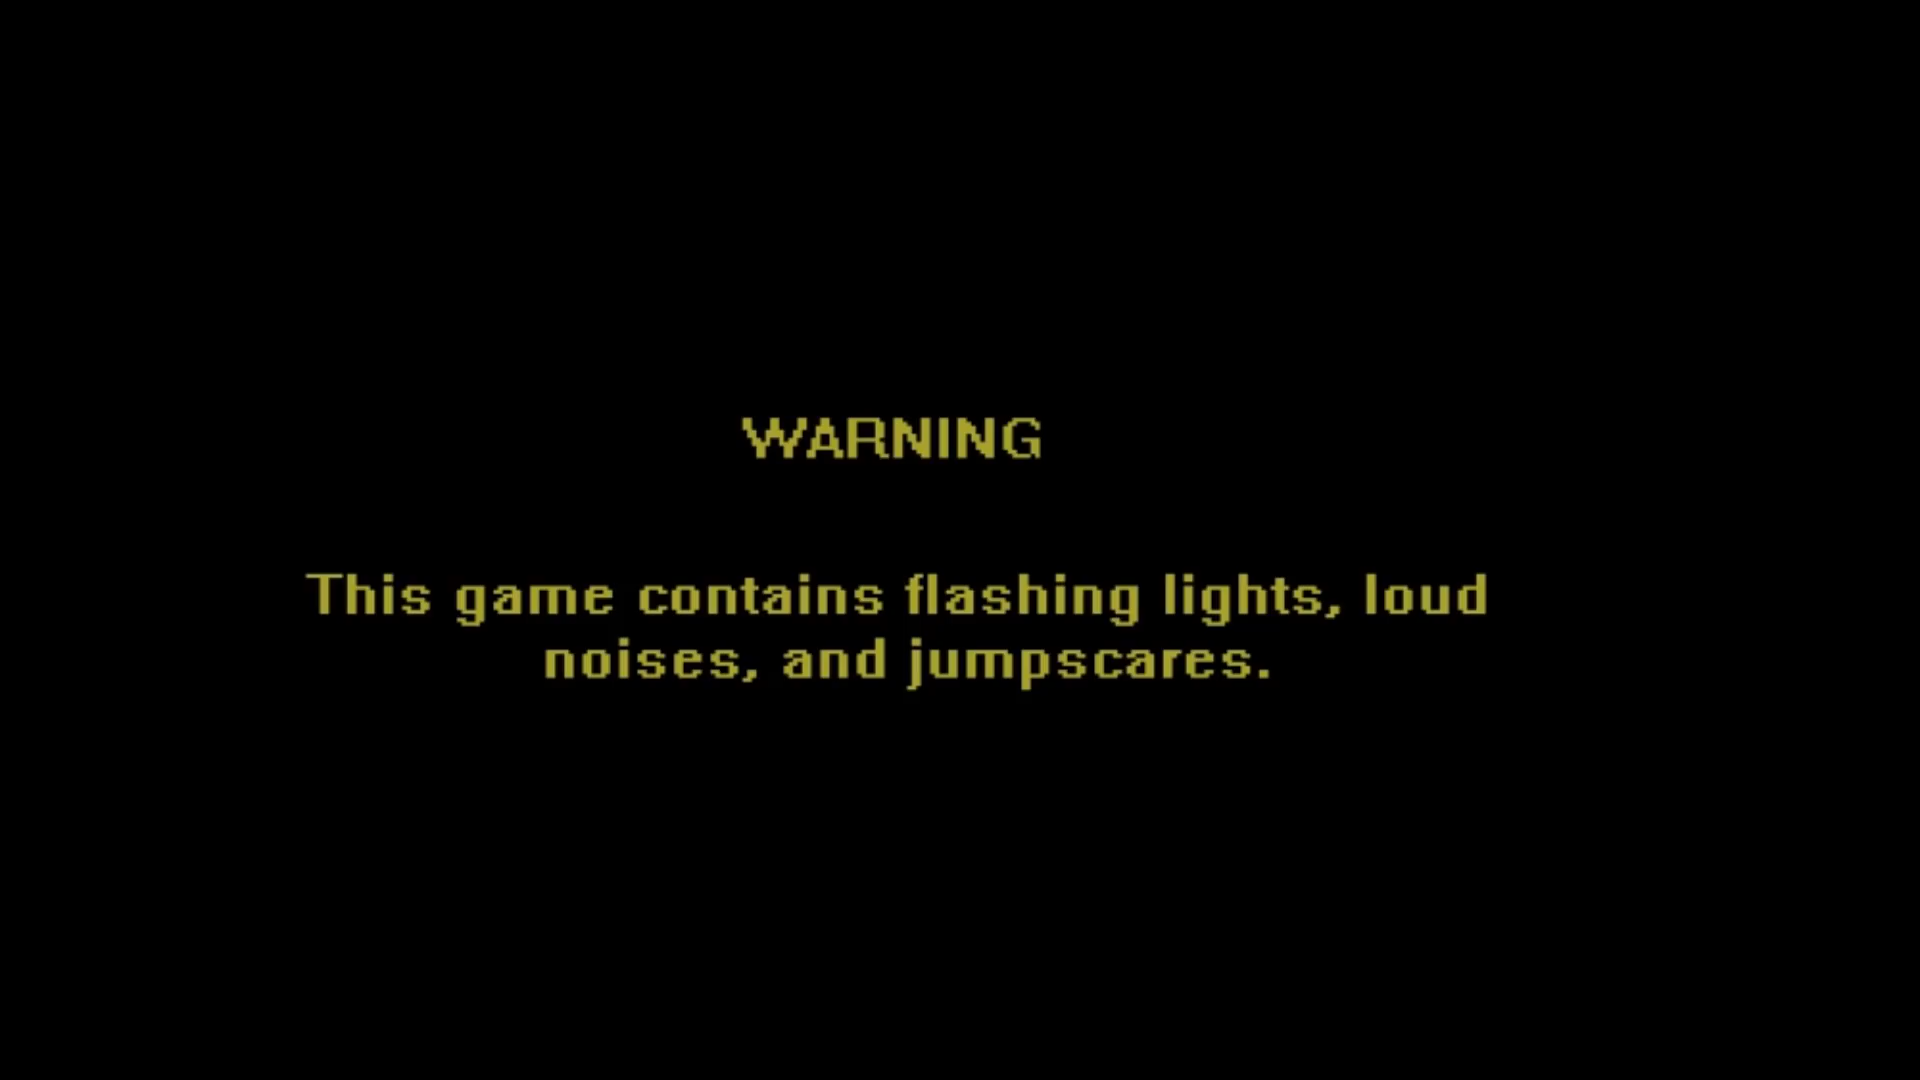 WARNING
This game contains flashing lights, loud
noises, and jumpscares.